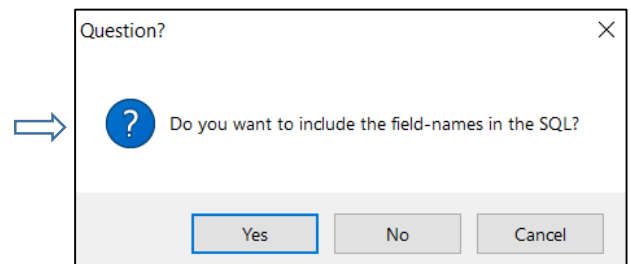 Question?
Do you want to include the field-names in the SQL?
Yes No Cancel